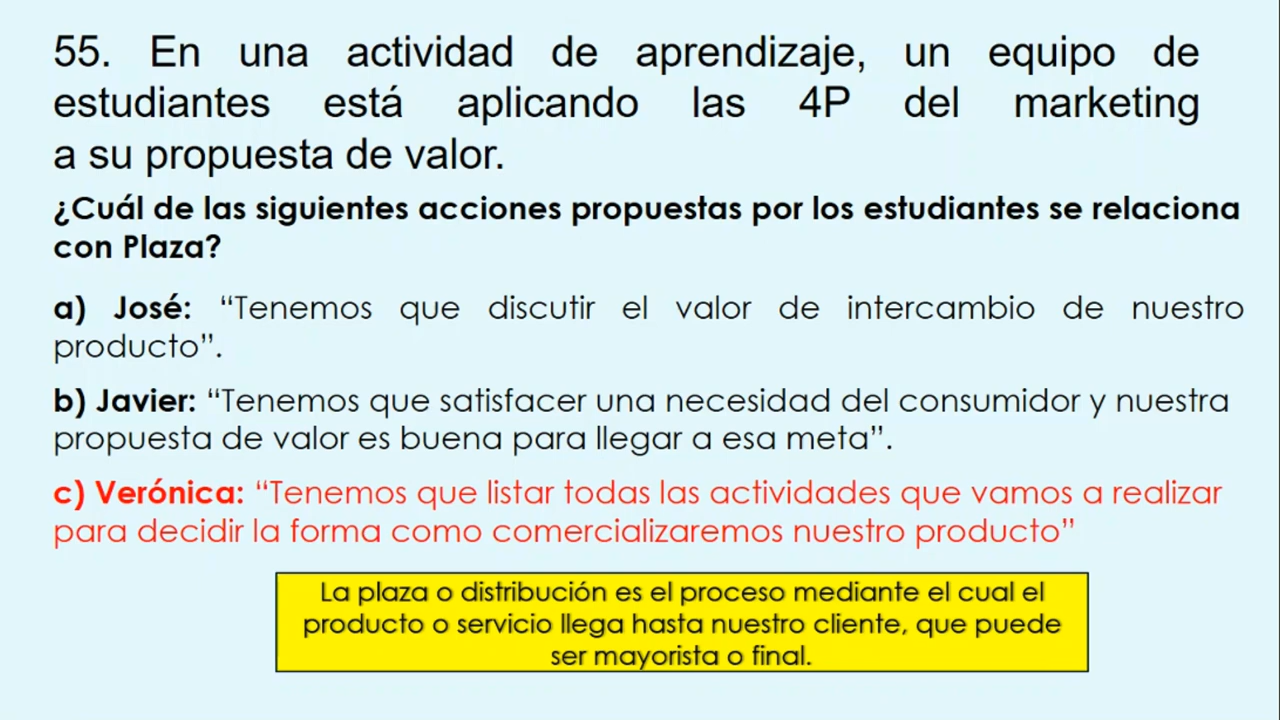 55. En una actividad de aprendizaje, un equipo de
estudiantes está aplicando las 4P del marketing
a su propuesta de valor.
¿Cuál de las siguientes acciones propuestas por los estudiantes se relaciona
con Plaza?
a) José: “Tenemos que discutir el valor de intercambio de nuestro
producto”.
b) Javier: “Tenemos que satisfacer una necesidad del consumidor y nuestra
propuesta de valor es buena para llegar a esa meta”.
c) Verónica: “Tenemos que listar todas las actividades que vamos a realizar
para decidir la forma como comercializaremos nuestro producto”
La plaza o distribución es el proceso mediante el cual el
producto o servicio llega hasta nuestro cliente, que puede
ser mayorista o final.